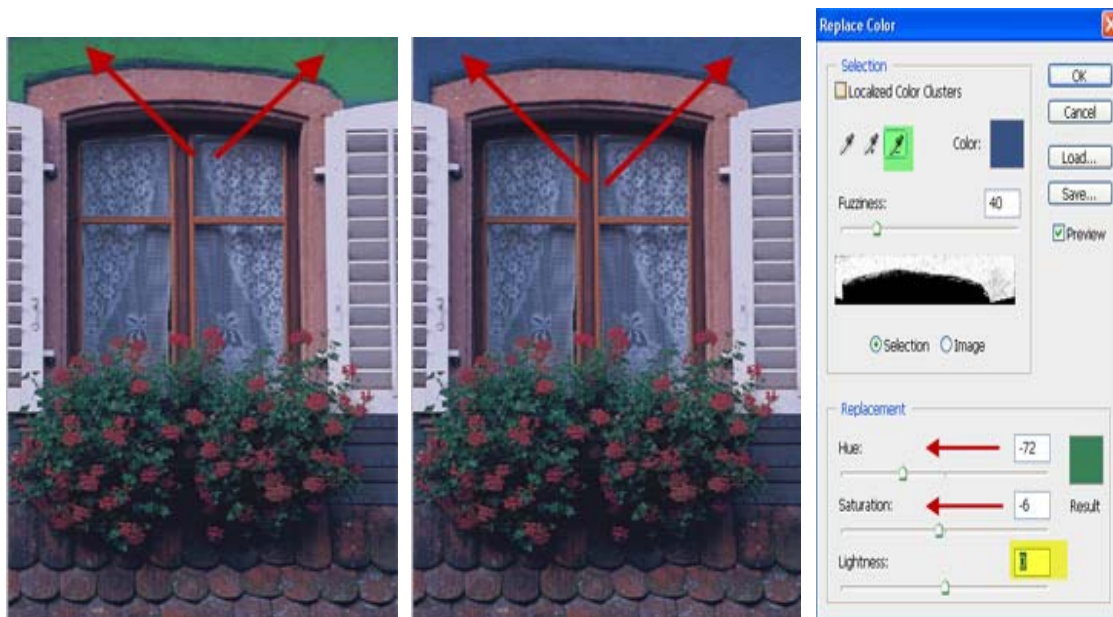 Replace Color
Selection
Localized Color Clusters
Color:
Fuzziness: 40
Selection Image
OK
Cancel
Load...
Save...
Preview
Replacement
Hue: -72
Saturation: -6 Result
Lightness: